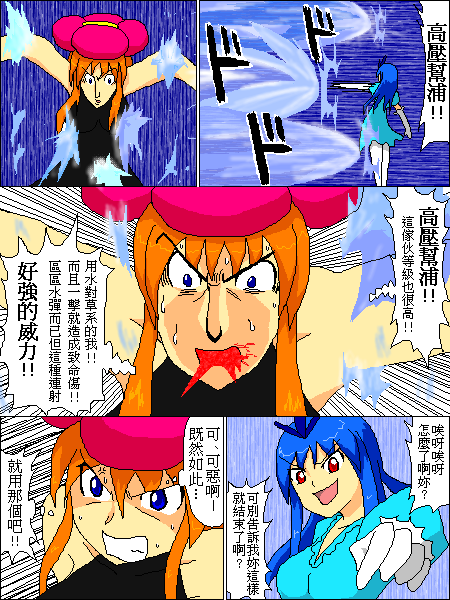 高壓幫浦!!
ドドドド
高壓幫浦!!
這傢伙等級也很高!!
用水對草系的我!!
而且一擊就造成致命傷!!
區區水彈而已但這種連射
好強的威力!!
唉呀唉呀
怎麼了啊妳?
可別告訴我妳這樣
就結束了啊?
可、可惡啊—
既然如此…
就用那個吧!!